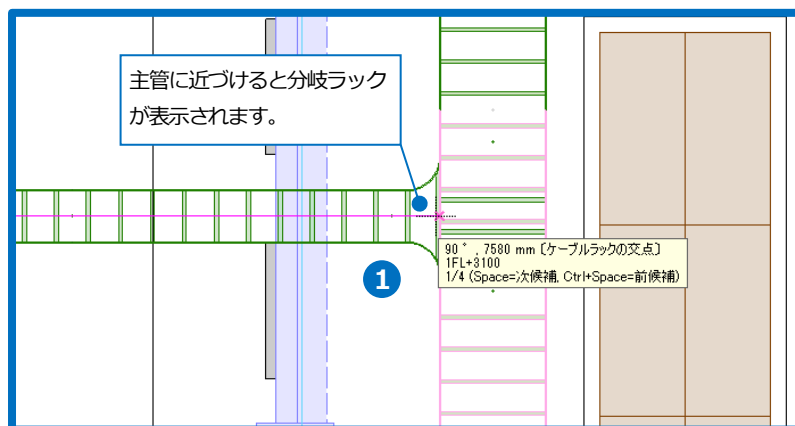 主管に近づけると分岐ラック
が表示されます。
90°, 7580 mm [ケーブルラックの交点]
1FL+3100
1/4 (Space=次候補, Ctrl+Space=前候補)
1